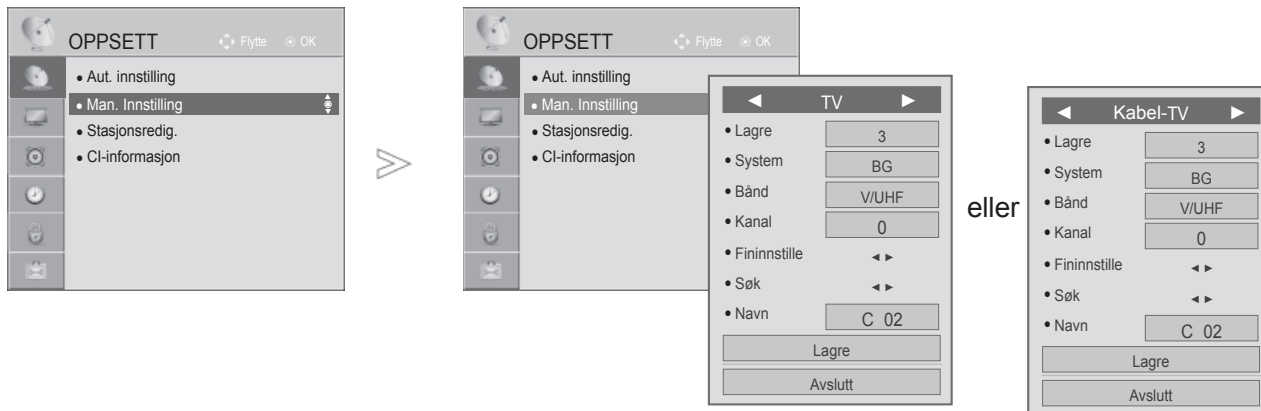 OPPSETT
Flytte OK
• Aut. innstilling
• Man. Innstilling
• Stasjonsredig.
• CI-informasjon
OPPSETT
Flytte OK
• Aut. innstilling
• Man. Innstilling
• Stasjonsredig.
• CI-informasjon
◄ TV ►
• Lagre 3
• System BG
• Bånd V/UHF
• Kanal 0
• Fininnstille ◄ ►
• Søk ◄ ►
• Navn C 02
Lagre
Avslutt
eller
◄ Kabel-TV ►
• Lagre 3
• System BG
• Bånd V/UHF
• Kanal 0
• Fininnstille ◄ ►
• Søk ◄ ►
• Navn C 02
Lagre
Avslutt